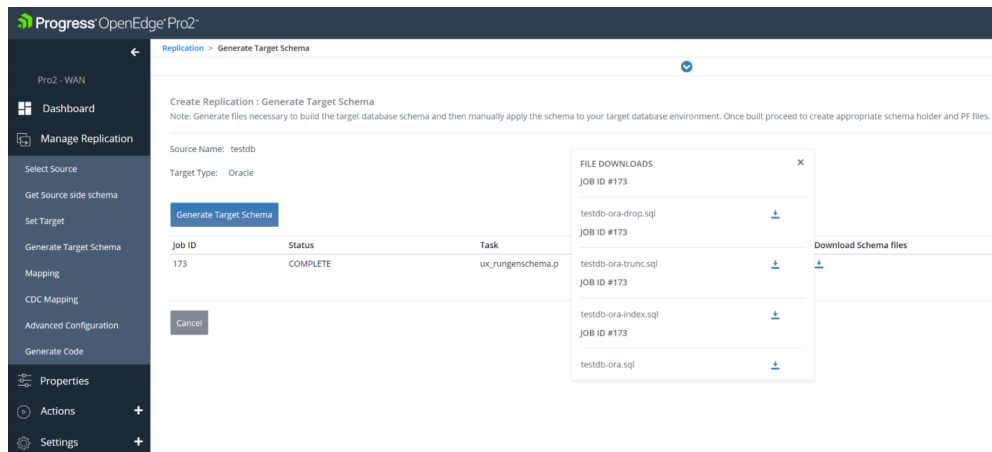 Progress® OpenEdge® Pro2™
Replication > Generate Target Schema
Pro2 - WAN
Dashboard
Manage Replication
Select Source
Get Source side schema
Set Target
Generate Target Schema
Mapping
CDC Mapping
Advanced Configuration
Generate Code
Properties
Actions +
Settings +
Create Replication : Generate Target Schema
Note: Generate files necessary to build the target database schema and then manually apply the schema to your target database environment. Once built proceed to create appropriate schema holder and PF files.
Source Name: testdb
Target Type: Oracle
Generate Target Schema
Job ID Status Task Download Schema files
173 COMPLETE ux_rungenschema.p
Cancel
FILE DOWNLOADS ×
JOB ID #173
testdb-ora-drop.sql
JOB ID #173
testdb-ora-trunc.sql
JOB ID #173
testdb-ora-index.sql
JOB ID #173
testdb-ora.sql